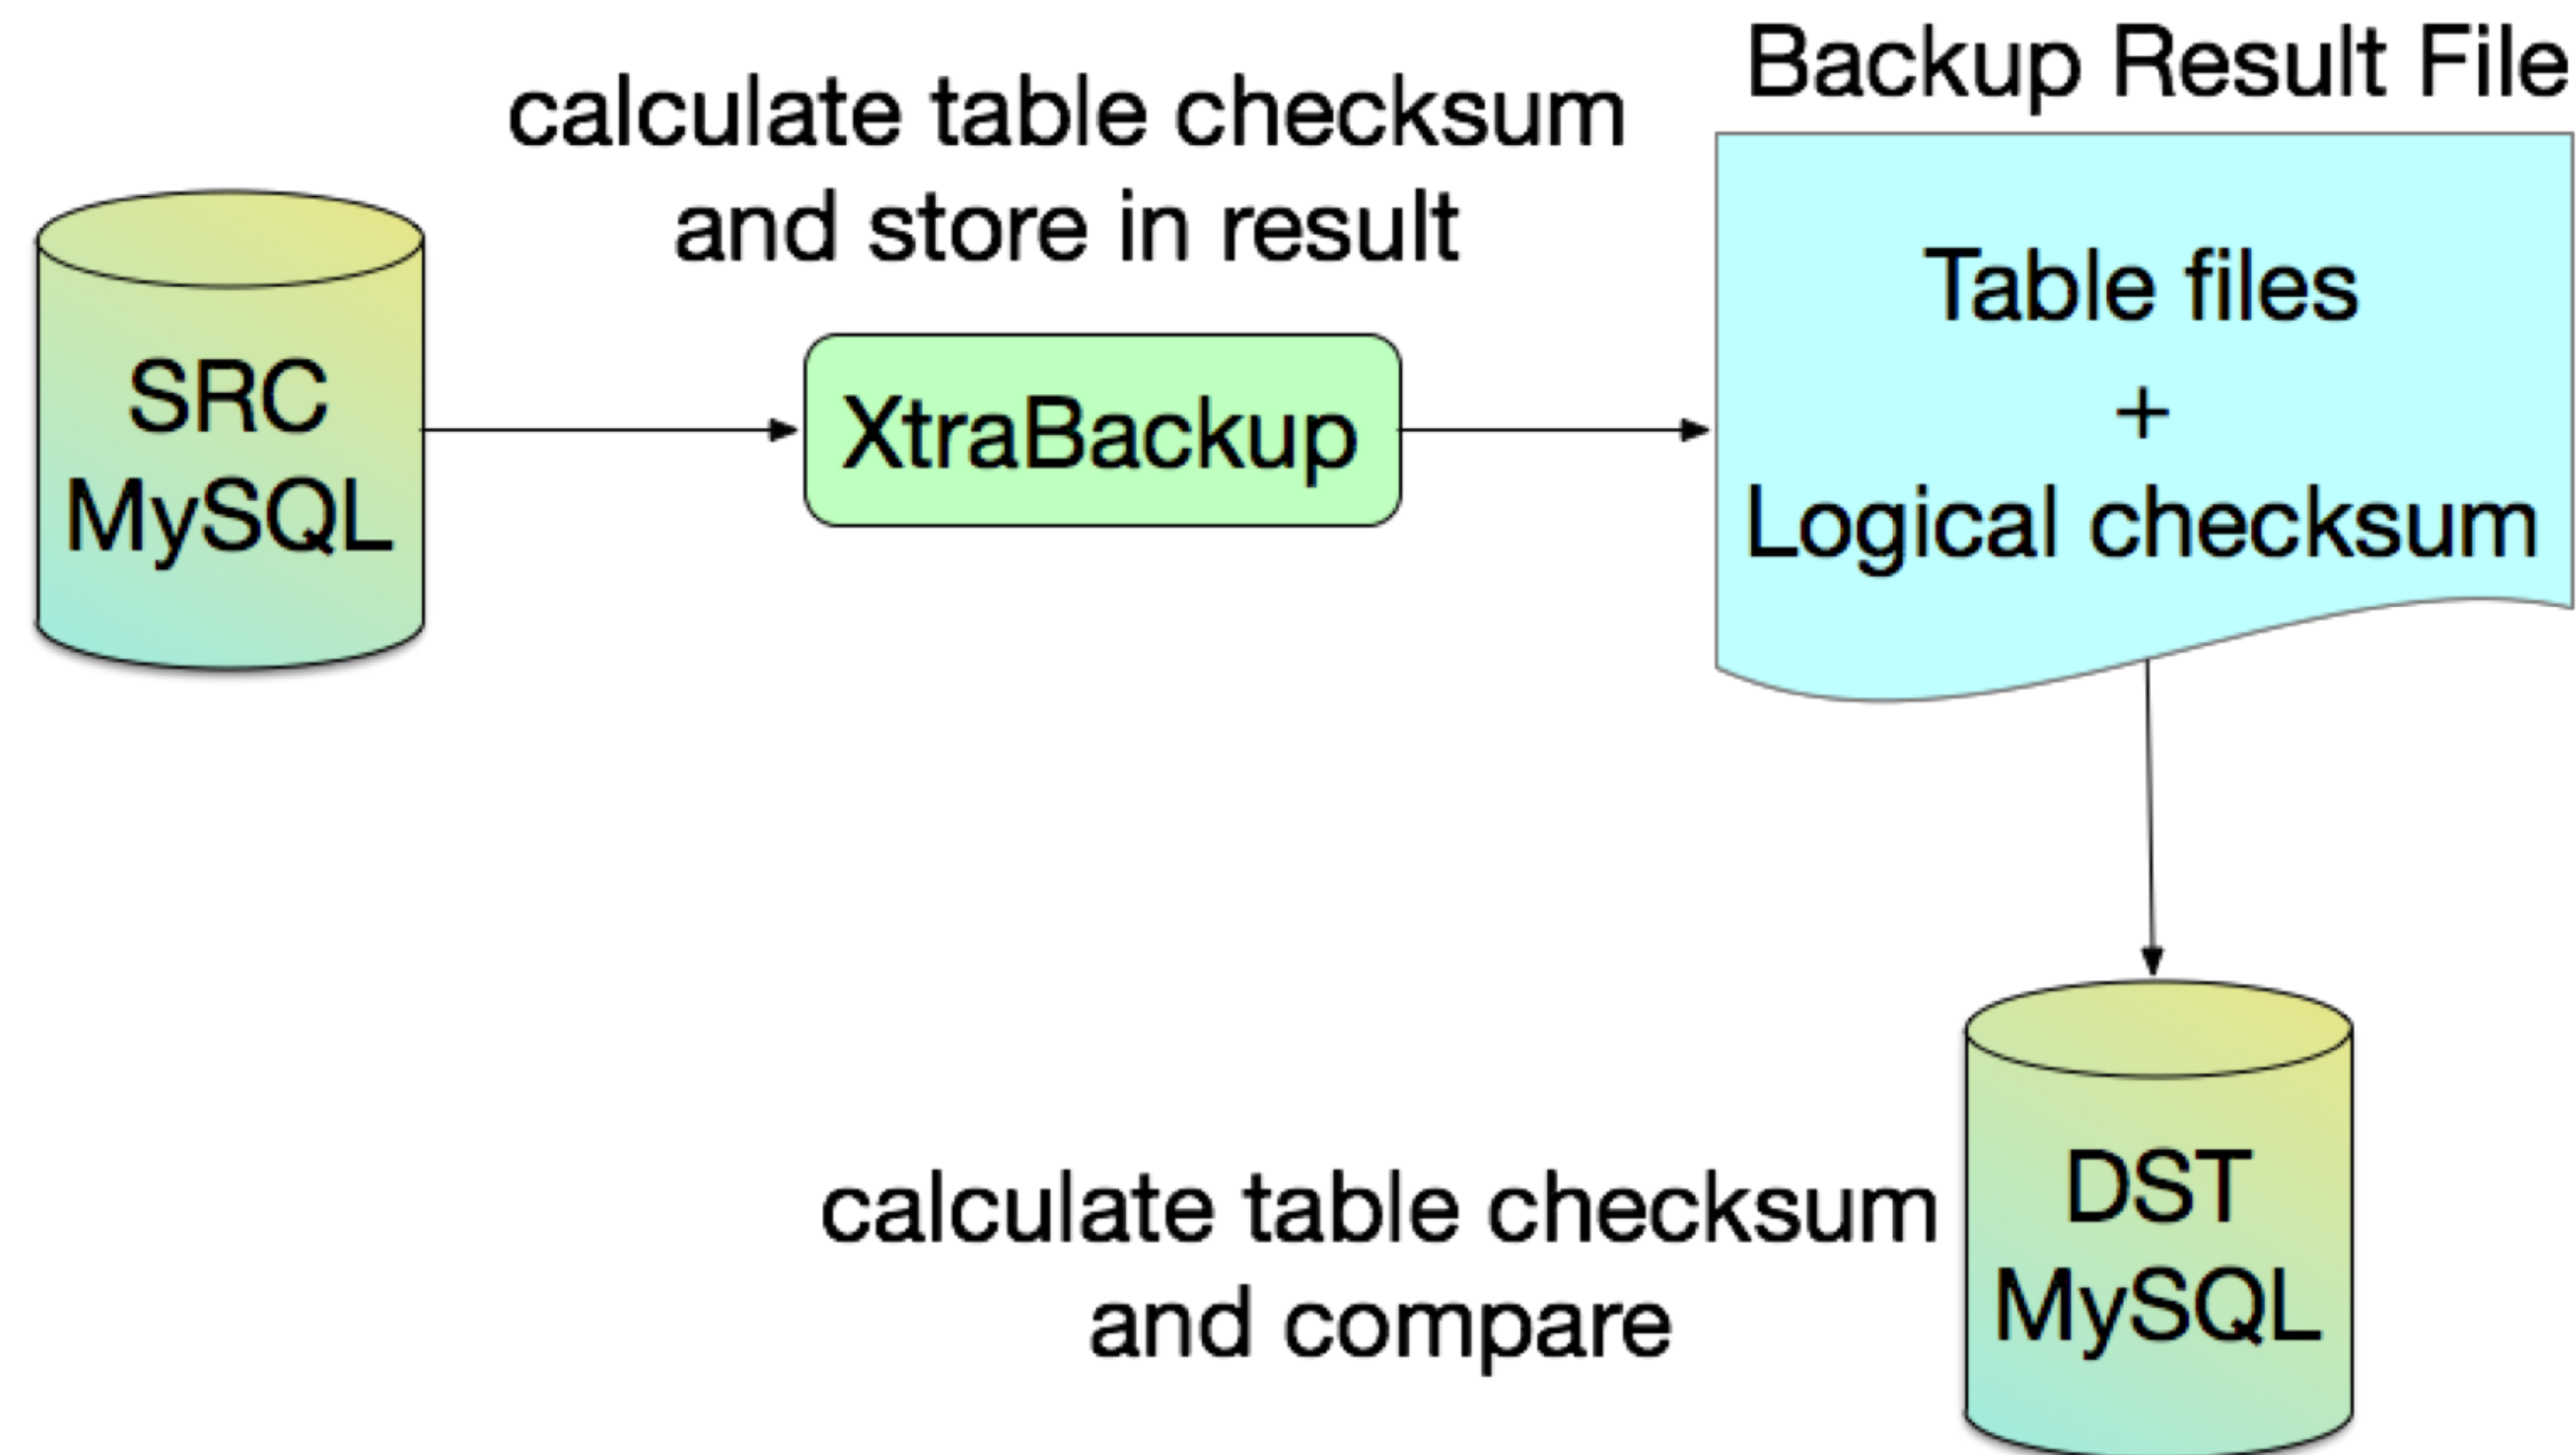 Backup Result File
calculate table checksum
and store in result
SRC
MySQL
XtraBackup
Table files
+
Logical checksum
DST
MySQL
calculate table checksum
and compare